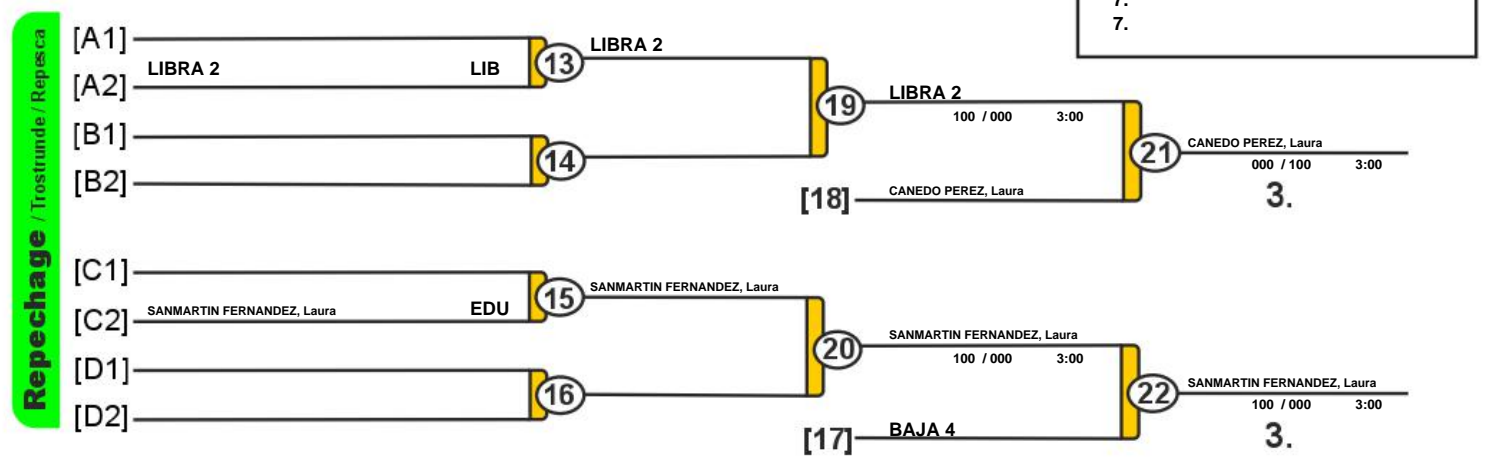 7.
7.
Repechage / Trostrunde / Repesca
[A1]
LIBRA 2 LIB
[A2]
13
LIBRA 2
[B1]
14
[B2]
19
LIBRA 2
100 / 000 3:00
[18] CANEDO PEREZ, Laura
21
CANEDO PEREZ, Laura
000 / 100 3:00
3.
[C1]
15
SANMARTIN FERNANDEZ, Laura
[C2] SANMARTIN FERNANDEZ, Laura EDU
[D1]
16
[D2]
20
SANMARTIN FERNANDEZ, Laura
100 / 000 3:00
[17] BAJA 4
22
SANMARTIN FERNANDEZ, Laura
100 / 000 3:00
3.